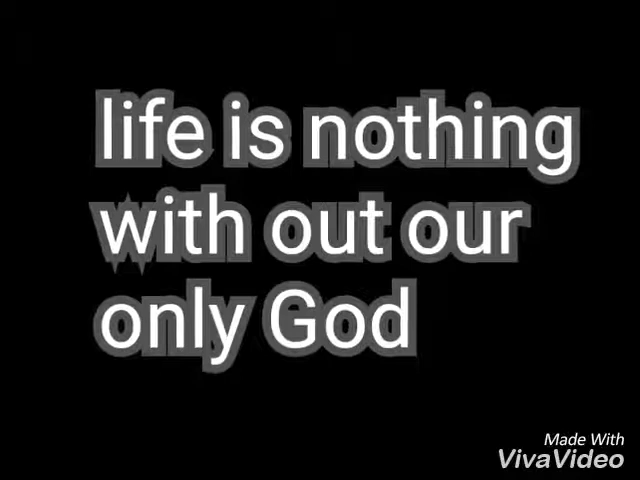 life is nothing
with out our
only God
Made With
VivaVideo